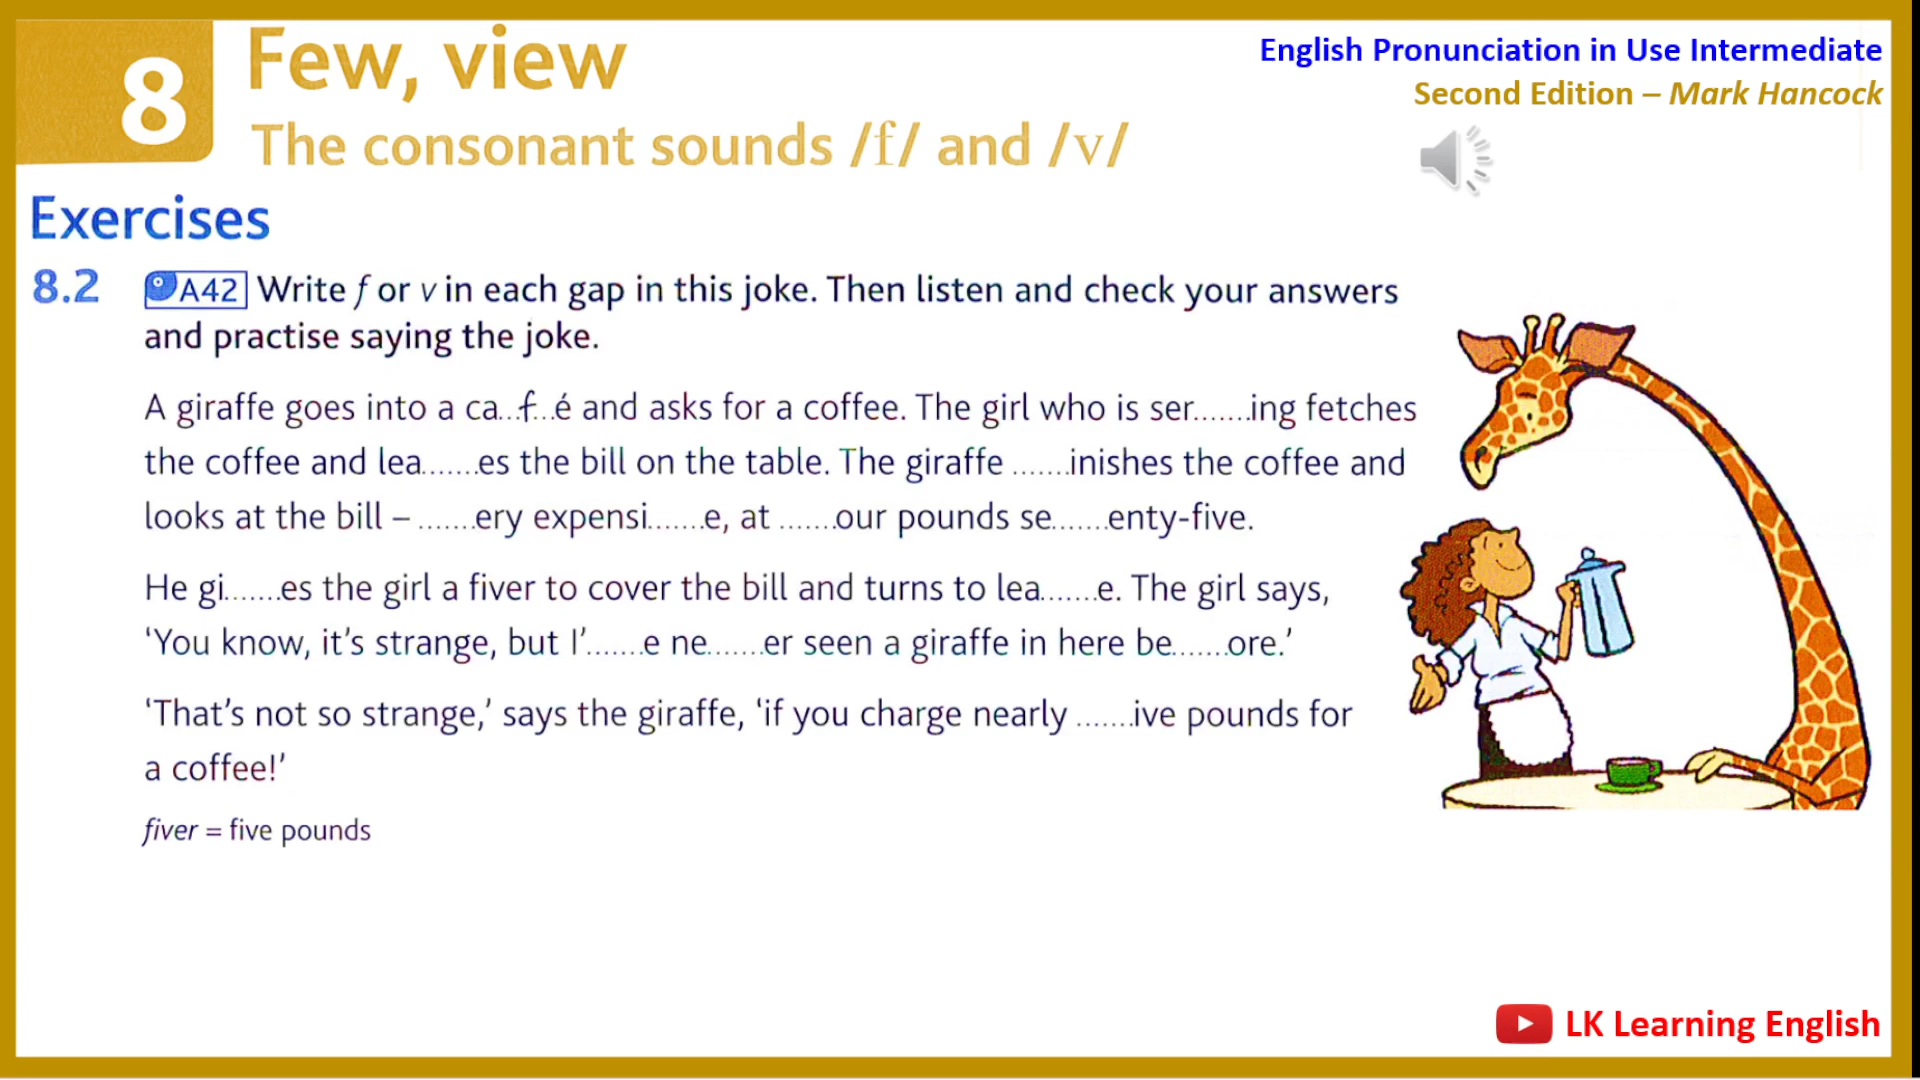 8
Few, view
The consonant sounds /f/ and /v/
English Pronunciation in Use Intermediate
Second Edition – Mark Hancock
Exercises
8.2 A42 Write f or v in each gap in this joke. Then listen and check your answers
and practise saying the joke.
A giraffe goes into a ca...f...é and asks for a coffee. The girl who is ser.......ing fetches
the coffee and lea.......es the bill on the table. The giraffe .......inishes the coffee and
looks at the bill – .......ery expensi.......e, at .......our pounds se.......enty-five.
He gi.......es the girl a fiver to cover the bill and turns to lea.......e. The girl says,
‘You know, it’s strange, but I’.......e ne.......er seen a giraffe in here be.......ore.’
‘That’s not so strange,’ says the giraffe, ‘if you charge nearly .......ive pounds for
a coffee!’
fiver = five pounds
LK Learning English